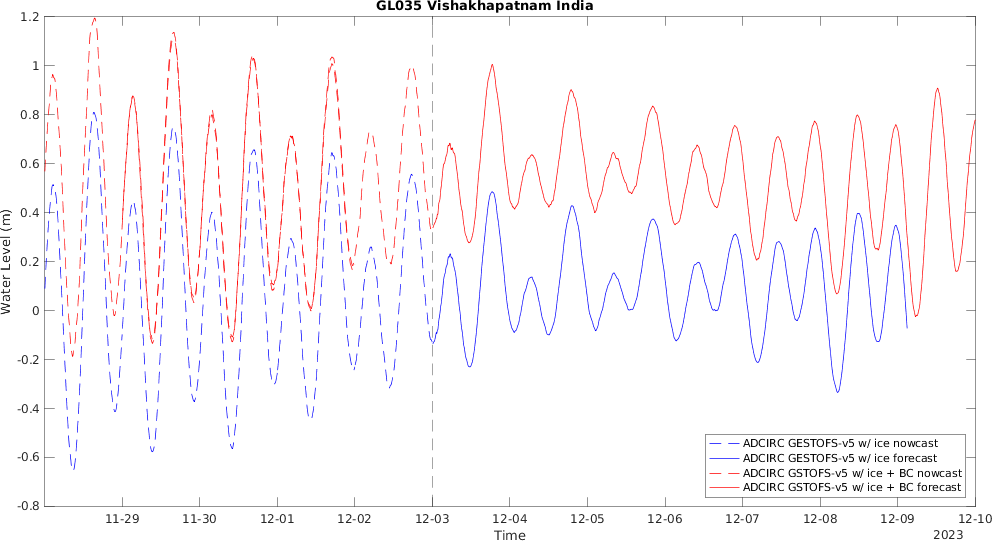 GL035 Vishakhapatnam India
1.2
1
0.8
0.6
0.4
0.2
0
-0.2
-0.4
-0.6
-0.8
Water Level (m)
11-29 11-30 12-01 12-02 12-03 12-04 12-05 12-06 12-07 12-08 12-09 12-10
Time
2023
ADCIRC GESTOFS-v5 w/ ice nowcast
ADCIRC GESTOFS-v5 w/ ice forecast
ADCIRC GSTOFS-v5 w/ ice + BC nowcast
ADCIRC GSTOFS-v5 w/ ice + BC forecast